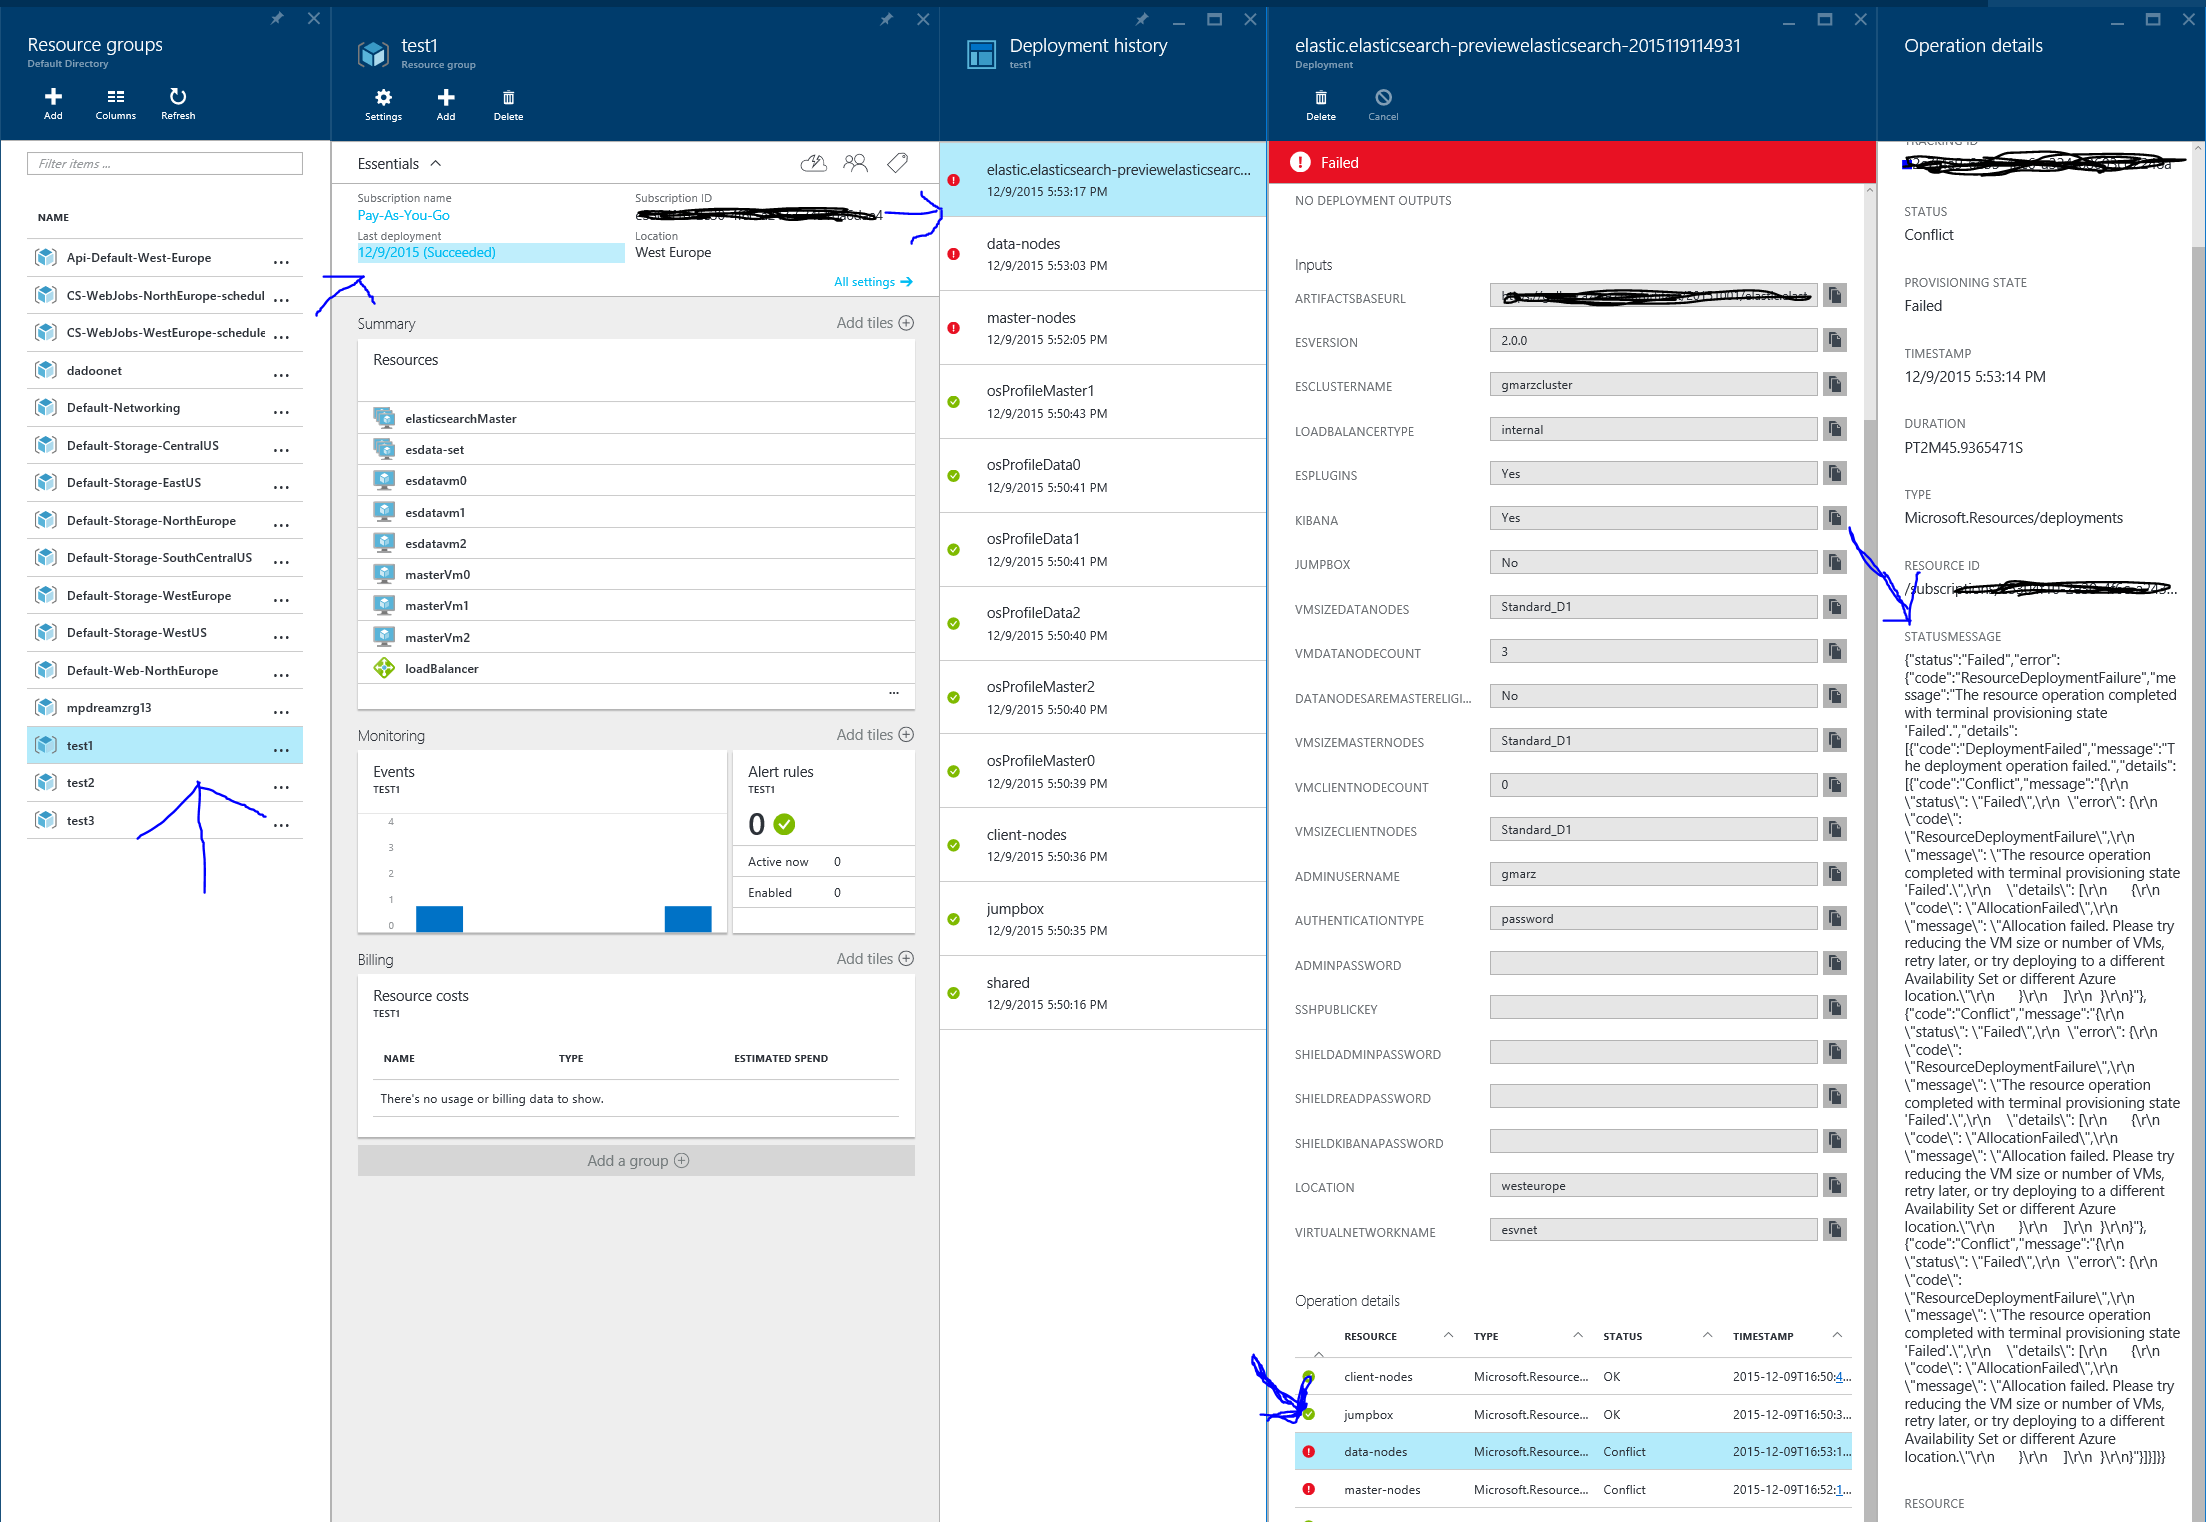 Resource groups
Default Directory
Add
Columns
Refresh
Filter items ...
NAME
Api-Default-West-Europe
...
CS-WebJobs-NorthEurope-schedul
...
CS-WebJobs-WestEurope-schedule
...
dadoonet
...
Default-Networking
...
Default-Storage-CentralUS
...
Default-Storage-EastUS
...
Default-Storage-NorthEurope
...
Default-Storage-SouthCentralUS
...
Default-Storage-WestEurope
...
Default-Storage-WestUS
...
Default-Web-NorthEurope
...
mpdreamzrg13
...
test1
...
test2
...
test3
...
test1
Resource group
Settings
Add
Delete
Essentials
Subscription name
Pay-As-You-Go
Subscription ID
Last deployment
12/9/2015 (Succeeded)
Location
West Europe
All settings
Summary
Add tiles
Resources
elasticsearchMaster
esdata-set
esdatavm0
esdatavm1
esdatavm2
masterVm0
masterVm1
masterVm2
loadBalancer
...
Monitoring
Add tiles
Events
TEST1
4
3
2
1
0
Alert rules
TEST1
0
Active now 0
Enabled 0
Billing
Add tiles
Resource costs
TEST1
NAME TYPE ESTIMATED SPEND
There's no usage or billing data to show.
Add a group
Deployment history
test1
elastic.elasticsearch-previewelasticsearc...
12/9/2015 5:53:17 PM
data-nodes
12/9/2015 5:53:03 PM
master-nodes
12/9/2015 5:52:05 PM
osProfileMaster1
12/9/2015 5:50:43 PM
osProfileData0
12/9/2015 5:50:41 PM
osProfileData1
12/9/2015 5:50:41 PM
osProfileData2
12/9/2015 5:50:40 PM
osProfileMaster2
12/9/2015 5:50:40 PM
osProfileMaster0
12/9/2015 5:50:39 PM
client-nodes
12/9/2015 5:50:36 PM
jumpbox
12/9/2015 5:50:35 PM
shared
12/9/2015 5:50:16 PM
elastic.elasticsearch-previewelasticsearch-2015119114931
Deployment
Delete
Cancel
Failed
NO DEPLOYMENT OUTPUTS
Inputs
ARTIFACTSBASEURL
ESVERSION 2.0.0
ESCLUSTERNAME gmarzcluster
LOADBALANCERTYPE internal
ESPLUGINS Yes
KIBANA Yes
JUMPBOX No
VMSIZEDATANODES Standard_D1
VMDATANODECOUNT 3
DATANODESAREMASTERELIGI... No
VMSIZEMASTERNODES Standard_D1
VMCLIENTNODECOUNT 0
VMSIZECLIENTNODES Standard_D1
ADMINUSERNAME gmarz
AUTHENTICATIONTYPE password
ADMINPASSWORD
SSHPUBLICKEY
SHIELDADMINPASSWORD
SHIELDREADPASSWORD
SHIELDKIBANAPASSWORD
LOCATION westeurope
VIRTUALNETWORKNAME esvnet
Operation details
RESOURCE TYPE STATUS TIMESTAMP
client-nodes Microsoft.Resource... OK 2015-12-09T16:50:4...
jumpbox Microsoft.Resource... OK 2015-12-09T16:50:3...
data-nodes Microsoft.Resource... Conflict 2015-12-09T16:53:1...
master-nodes Microsoft.Resource... Conflict 2015-12-09T16:52:1...
Operation details
TRACKING ID
STATUS
Conflict
PROVISIONING STATE
Failed
TIMESTAMP
12/9/2015 5:53:14 PM
DURATION
PT2M45.9365471S
TYPE
Microsoft.Resources/deployments
RESOURCE ID
STATUSMESSAGE
{"status":"Failed","error":
{"code":"ResourceDeploymentFailure","me
ssage":"The resource operation completed
with terminal provisioning state
'Failed'.","details":
[{"code":"DeploymentFailed","message":"T
he deployment operation failed.","details":
[{"code":"Conflict","message":"{\r\n
\"status\": \"Failed\",\r\n \"error\": {\r\n
\"code\":
\"ResourceDeploymentFailure\",\r\n
\"message\": \"The resource operation
completed with terminal provisioning state
'Failed'.\",\r\n \"details\": [\r\n {\r\n
\"code\": \"AllocationFailed\",\r\n
\"message\": \"Allocation failed. Please try
reducing the VM size or number of VMs,
retry later, or try deploying to a different
Availability Set or different Azure
location.\"\r\n }\r\n ]\r\n }\r\n}"},
{"code":"Conflict","message":"{\r\n
\"status\": \"Failed\",\r\n \"error\": {\r\n
\"code\":
\"ResourceDeploymentFailure\",\r\n
\"message\": \"The resource operation
completed with terminal provisioning state
'Failed'.\",\r\n \"details\": [\r\n {\r\n
\"code\": \"AllocationFailed\",\r\n
\"message\": \"Allocation failed. Please try
reducing the VM size or number of VMs,
retry later, or try deploying to a different
Availability Set or different Azure
location.\"\r\n }\r\n ]\r\n }\r\n}"},
{"code":"Conflict","message":"{\r\n
\"status\": \"Failed\",\r\n \"error\": {\r\n
\"code\":
\"ResourceDeploymentFailure\",\r\n
\"message\": \"The resource operation
completed with terminal provisioning state
'Failed'.\",\r\n \"details\": [\r\n {\r\n
\"code\": \"AllocationFailed\",\r\n
\"message\": \"Allocation failed. Please try
reducing the VM size or number of VMs,
retry later, or try deploying to a different
Availability Set or different Azure
location.\"\r\n }\r\n ]\r\n }\r\n}"}]}]}}
RESOURCE